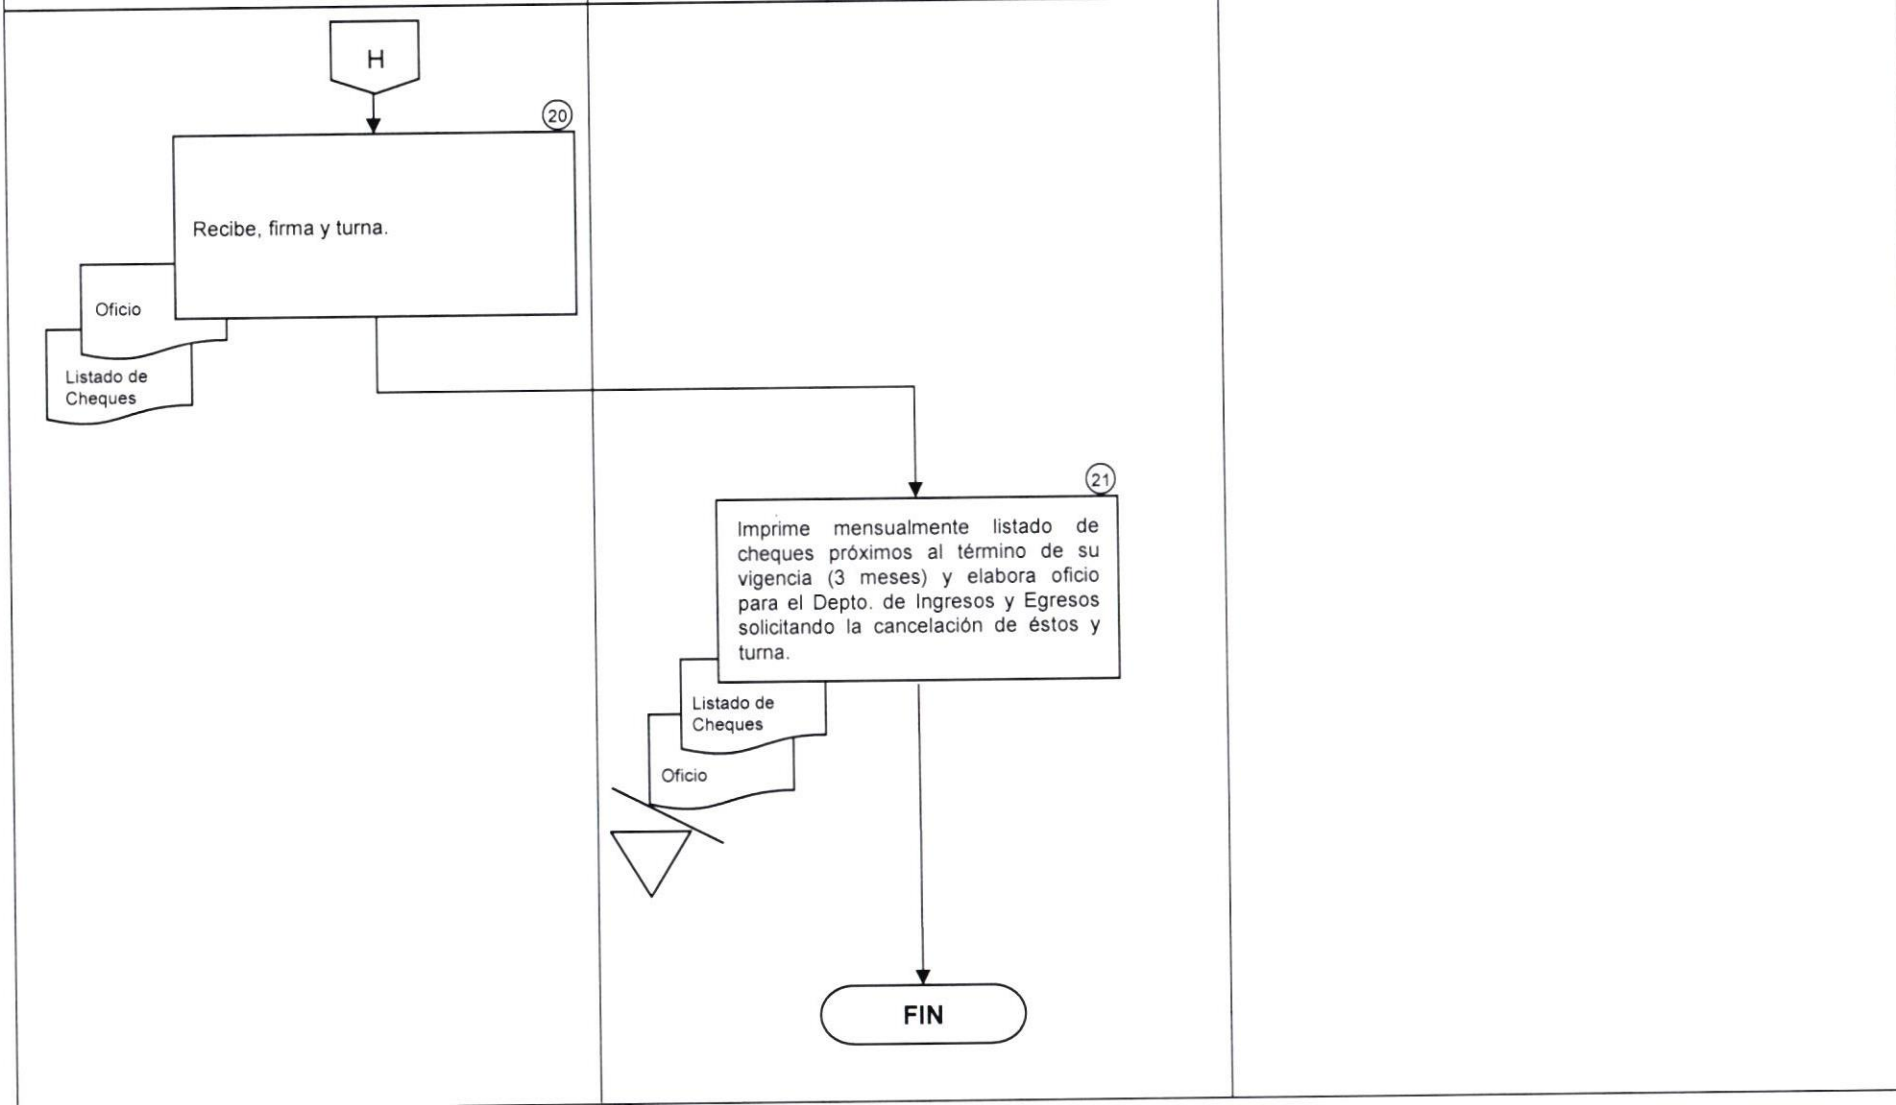 H
20
Recibe, firma y turna.
Oficio
Listado de
Cheques
21
Imprime mensualmente listado de
cheques próximos al término de su
vigencia (3 meses) y elabora oficio
para el Depto. de Ingresos y Egresos
solicitando la cancelación de éstos y
turna.
Listado de
Cheques
Oficio
FIN